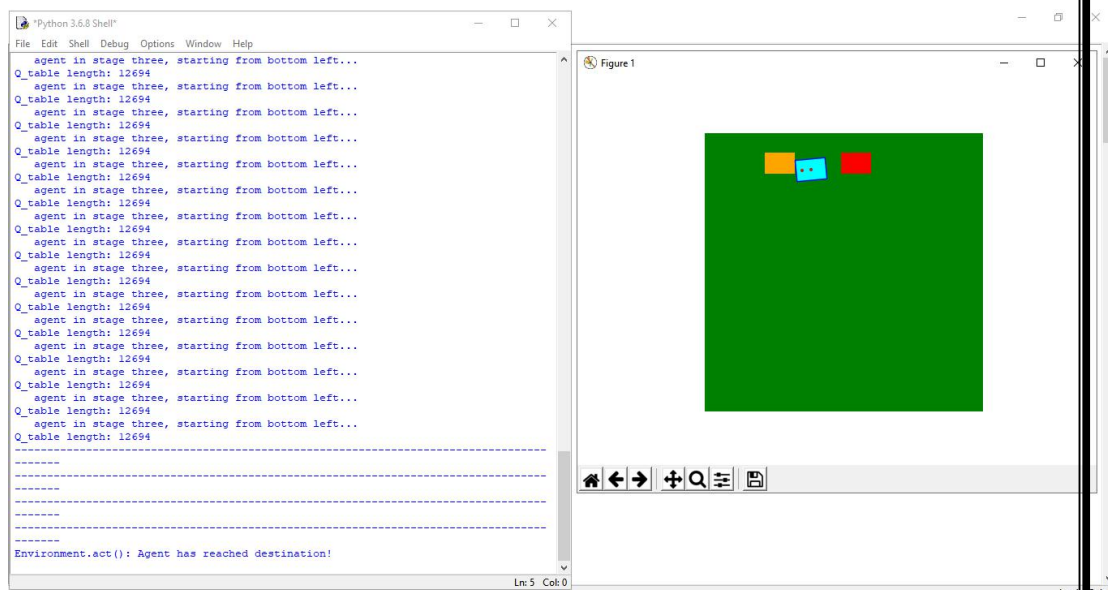 *Python 3.6.8 Shell*
File Edit Shell Debug Options Window Help
agent in stage three, starting from bottom left...
Q_table length: 12694
agent in stage three, starting from bottom left...
Q_table length: 12694
agent in stage three, starting from bottom left...
Q_table length: 12694
agent in stage three, starting from bottom left...
Q_table length: 12694
agent in stage three, starting from bottom left...
Q_table length: 12694
agent in stage three, starting from bottom left...
Q_table length: 12694
agent in stage three, starting from bottom left...
Q_table length: 12694
agent in stage three, starting from bottom left...
Q_table length: 12694
agent in stage three, starting from bottom left...
Q_table length: 12694
agent in stage three, starting from bottom left...
Q_table length: 12694
agent in stage three, starting from bottom left...
Q_table length: 12694
agent in stage three, starting from bottom left...
Q_table length: 12694
agent in stage three, starting from bottom left...
Q_table length: 12694
agent in stage three, starting from bottom left...
Q_table length: 12694
agent in stage three, starting from bottom left...
Q_table length: 12694
--------------------------------------------------------------------------------
-------
--------------------------------------------------------------------------------
-------
--------------------------------------------------------------------------------
-------
--------------------------------------------------------------------------------
-------
Environment.act(): Agent has reached destination!
Ln: 5 Col: 0
Figure 1